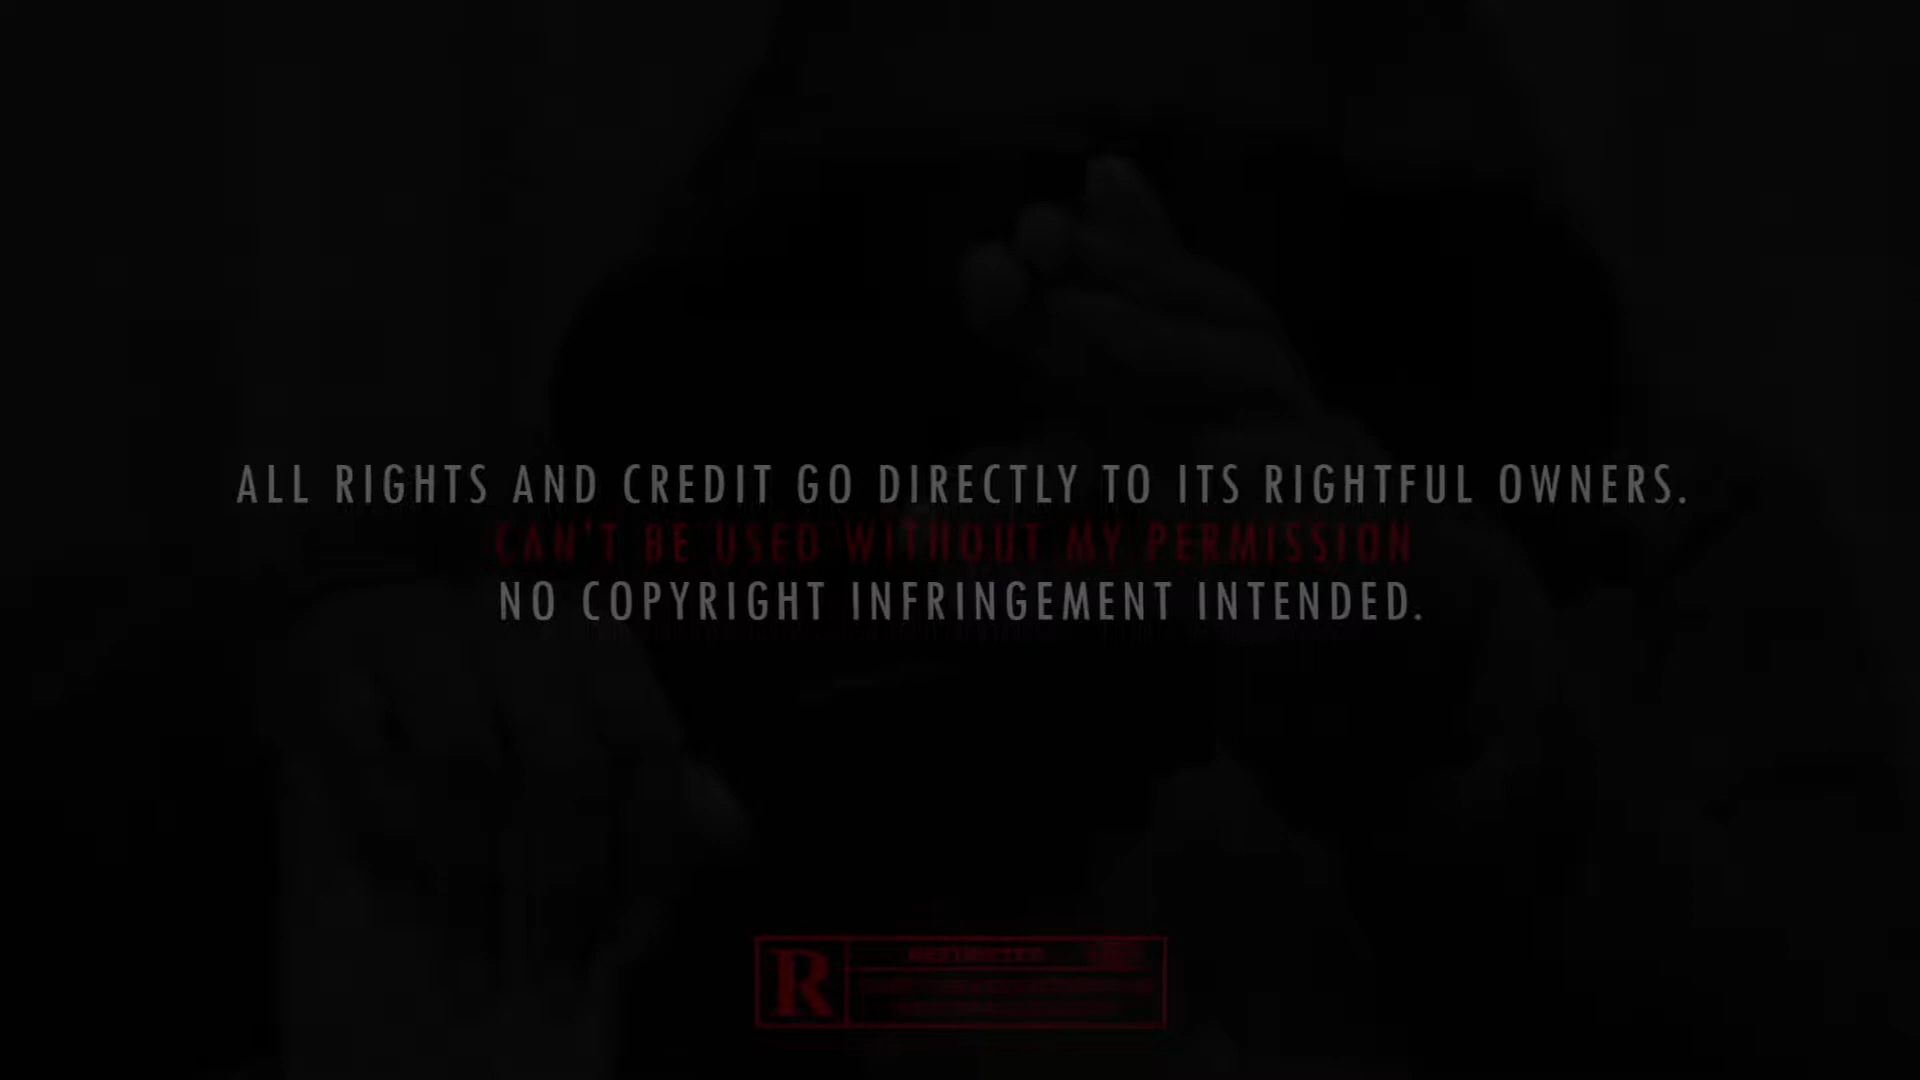 ALL RIGHTS AND CREDIT GO DIRECTLY TO ITS RIGHTFUL OWNERS.
CAN'T BE USED WITHOUT MY PERMISSION
NO COPYRIGHT INFRINGEMENT INTENDED.
R
RESTRICTED